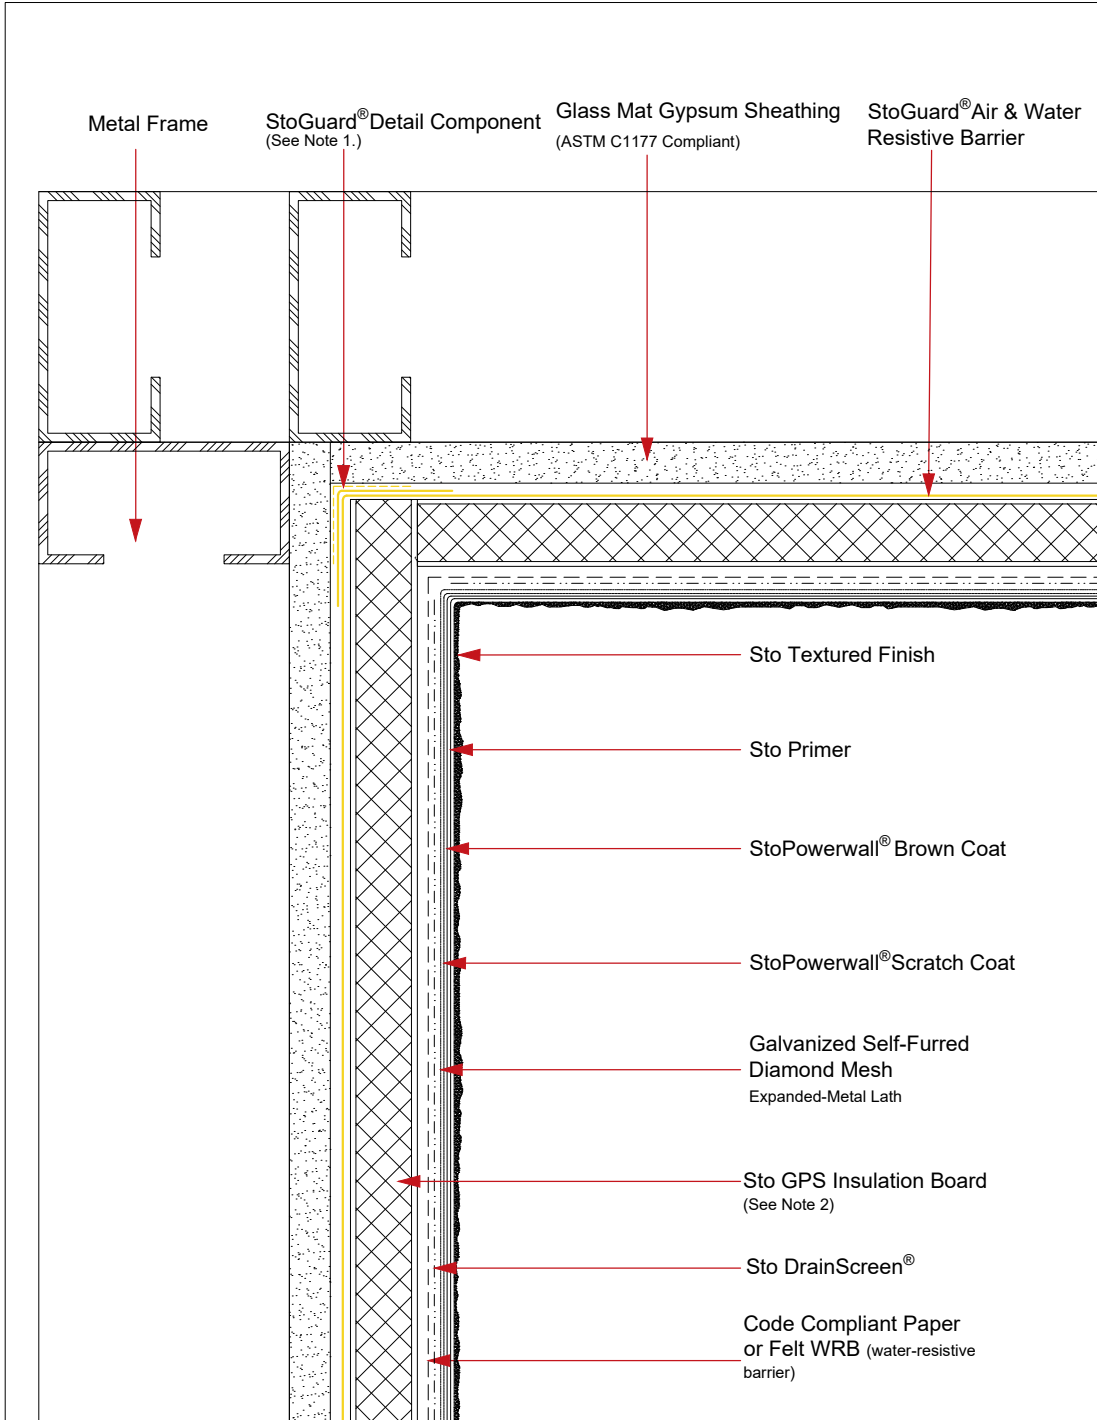 Metal Frame
StoGuard® Detail Component
(See Note 1.)
Glass Mat Gypsum Sheathing
(ASTM C1177 Compliant)
StoGuard® Air & Water
Resistive Barrier
Sto Textured Finish
Sto Primer
StoPowerwall® Brown Coat
StoPowerwall® Scratch Coat
Galvanized Self-Furred
Diamond Mesh
Expanded-Metal Lath
Sto GPS Insulation Board
(See Note 2)
Sto DrainScreen®
Code Compliant Paper
or Felt WRB (water-resistive
barrier)